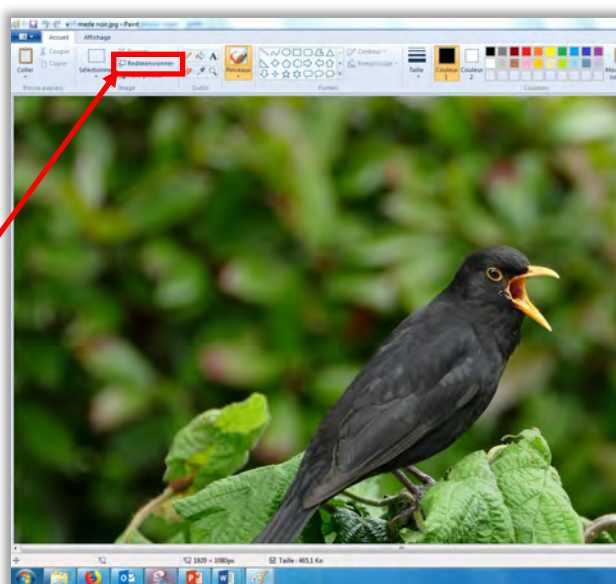 merle noir.jpg - Paint
Accueil Affichage
Coller
Couper
Copier
Presse-papiers
Sélectionner
Redimensionner
Image
Outils
Pinceaux
Formes
Contour
Remplissage
Taille
Couleur 1
Couleur 2
Couleurs
1920 × 1080px
Taille : 465,1 Ko